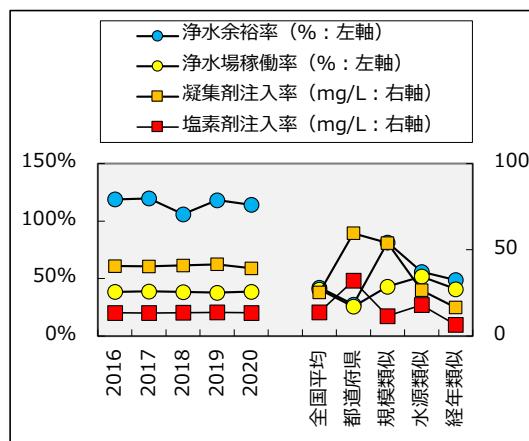 浄水余裕率（%：左軸）
浄水場稼働率（%：左軸）
凝集剤注入率（mg/L：右軸）
塩素剤注入率（mg/L：右軸）
150%
100%
50%
0%
100
50
0
2016
2017
2018
2019
2020
全国平均
都道府県
規模類似
水源類似
経年類似